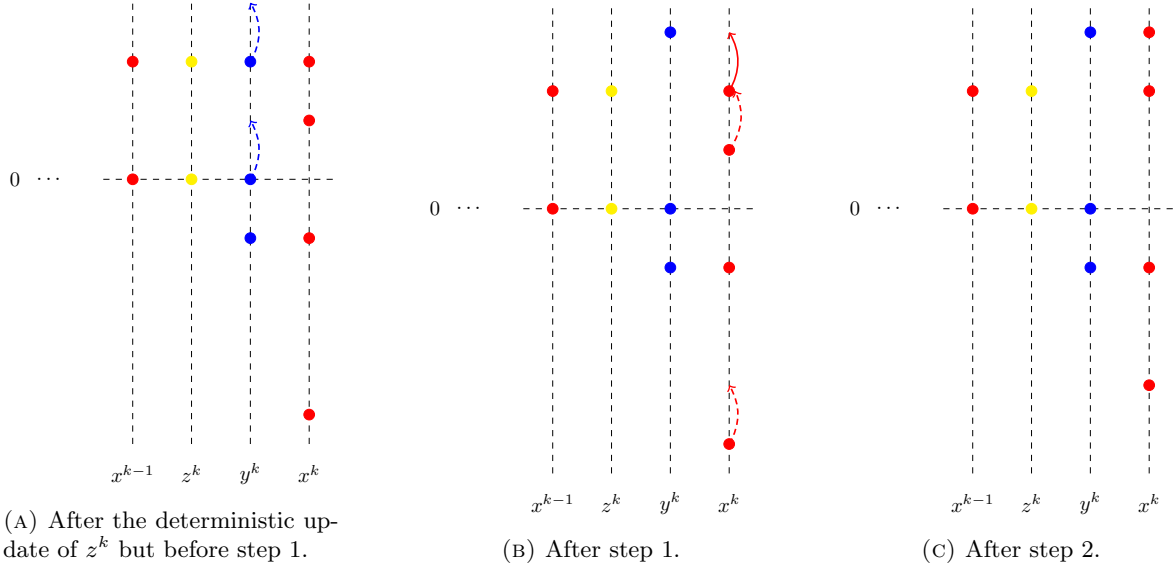 0 ⋯
x^{k−1} z^k y^k x^k
(A) After the deterministic up-
date of z^k but before step 1.
0 ⋯
x^{k−1} z^k y^k x^k
(B) After step 1.
0 ⋯
x^{k−1} z^k y^k x^k
(C) After step 2.